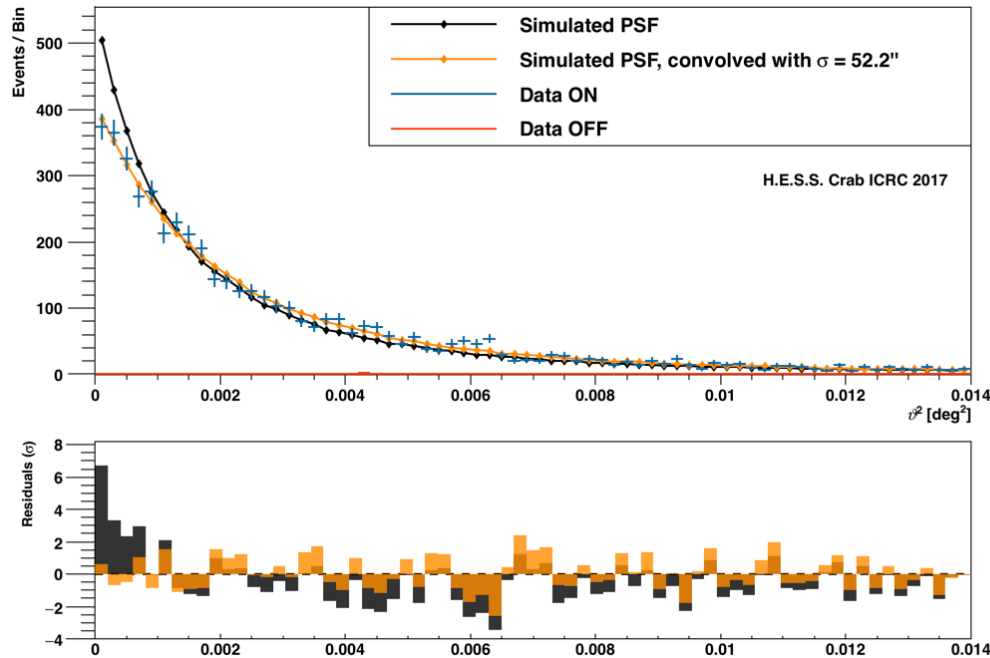 Events / Bin
500
400
300
200
100
0
Simulated PSF
Simulated PSF, convolved with σ = 52.2"
Data ON
Data OFF
H.E.S.S. Crab ICRC 2017
0 0.002 0.004 0.006 0.008 0.01 0.012 0.014
ϑ² [deg²]
Residuals (σ)
8
6
4
2
0
−2
−4
0 0.002 0.004 0.006 0.008 0.01 0.012 0.014